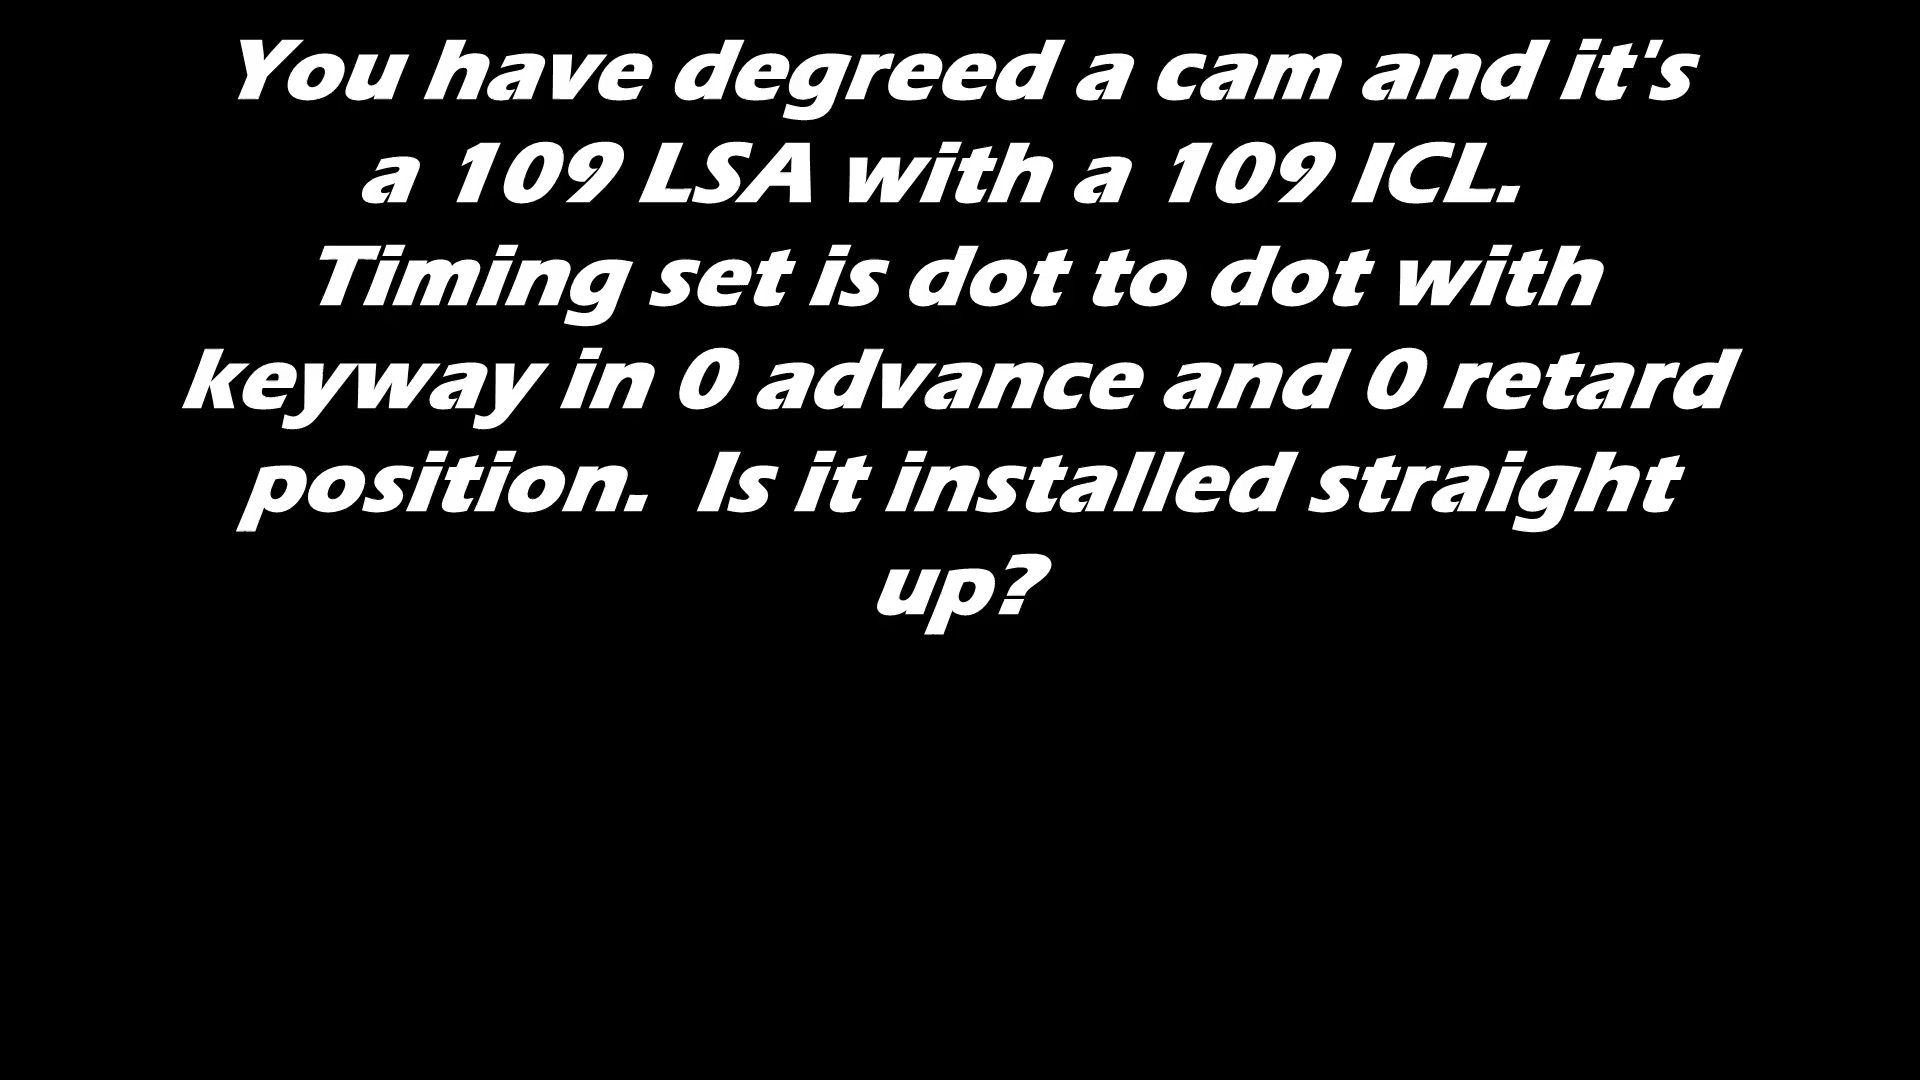 You have degreed a cam and it's
a 109 LSA with a 109 ICL.
Timing set is dot to dot with
keyway in 0 advance and 0 retard
position.  Is it installed straight
up?